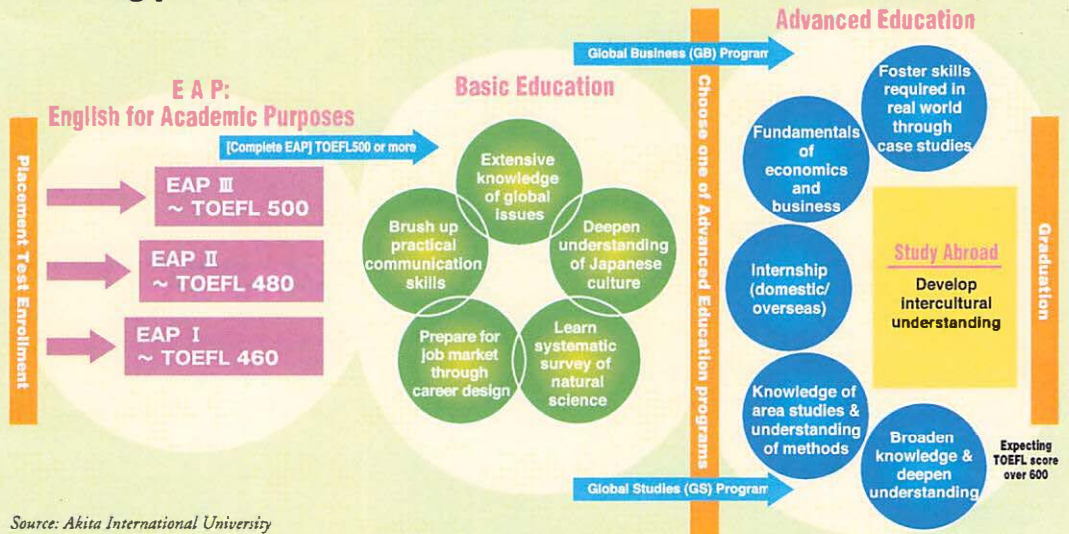 Advanced Education
Global Business (GB) Program
E A P:
English for Academic Purposes
Basic Education
[Complete EAP] TOEFL500 or more
Placement Test Enrollment
EAP Ⅲ
~ TOEFL 500
EAP Ⅱ
~ TOEFL 480
EAP Ⅰ
~ TOEFL 460
Extensive
knowledge
of global
issues
Brush up
practical
communication
skills
Deepen
understanding
of Japanese
culture
Prepare for
job market
through
career design
Learn
systematic
survey of
natural
science
Choose one of Advanced Education programs
Foster skills
required in
real world
through
case studies
Fundamentals
of
economics
and
business
Internship
(domestic/
overseas)
Study Abroad
Develop
intercultural
understanding
Knowledge of
area studies &
understanding
of methods
Broaden
knowledge &
deepen
understanding
Graduation
Expecting
TOEFL score
over 600
Global Studies (GS) Program
Source: Akita International University